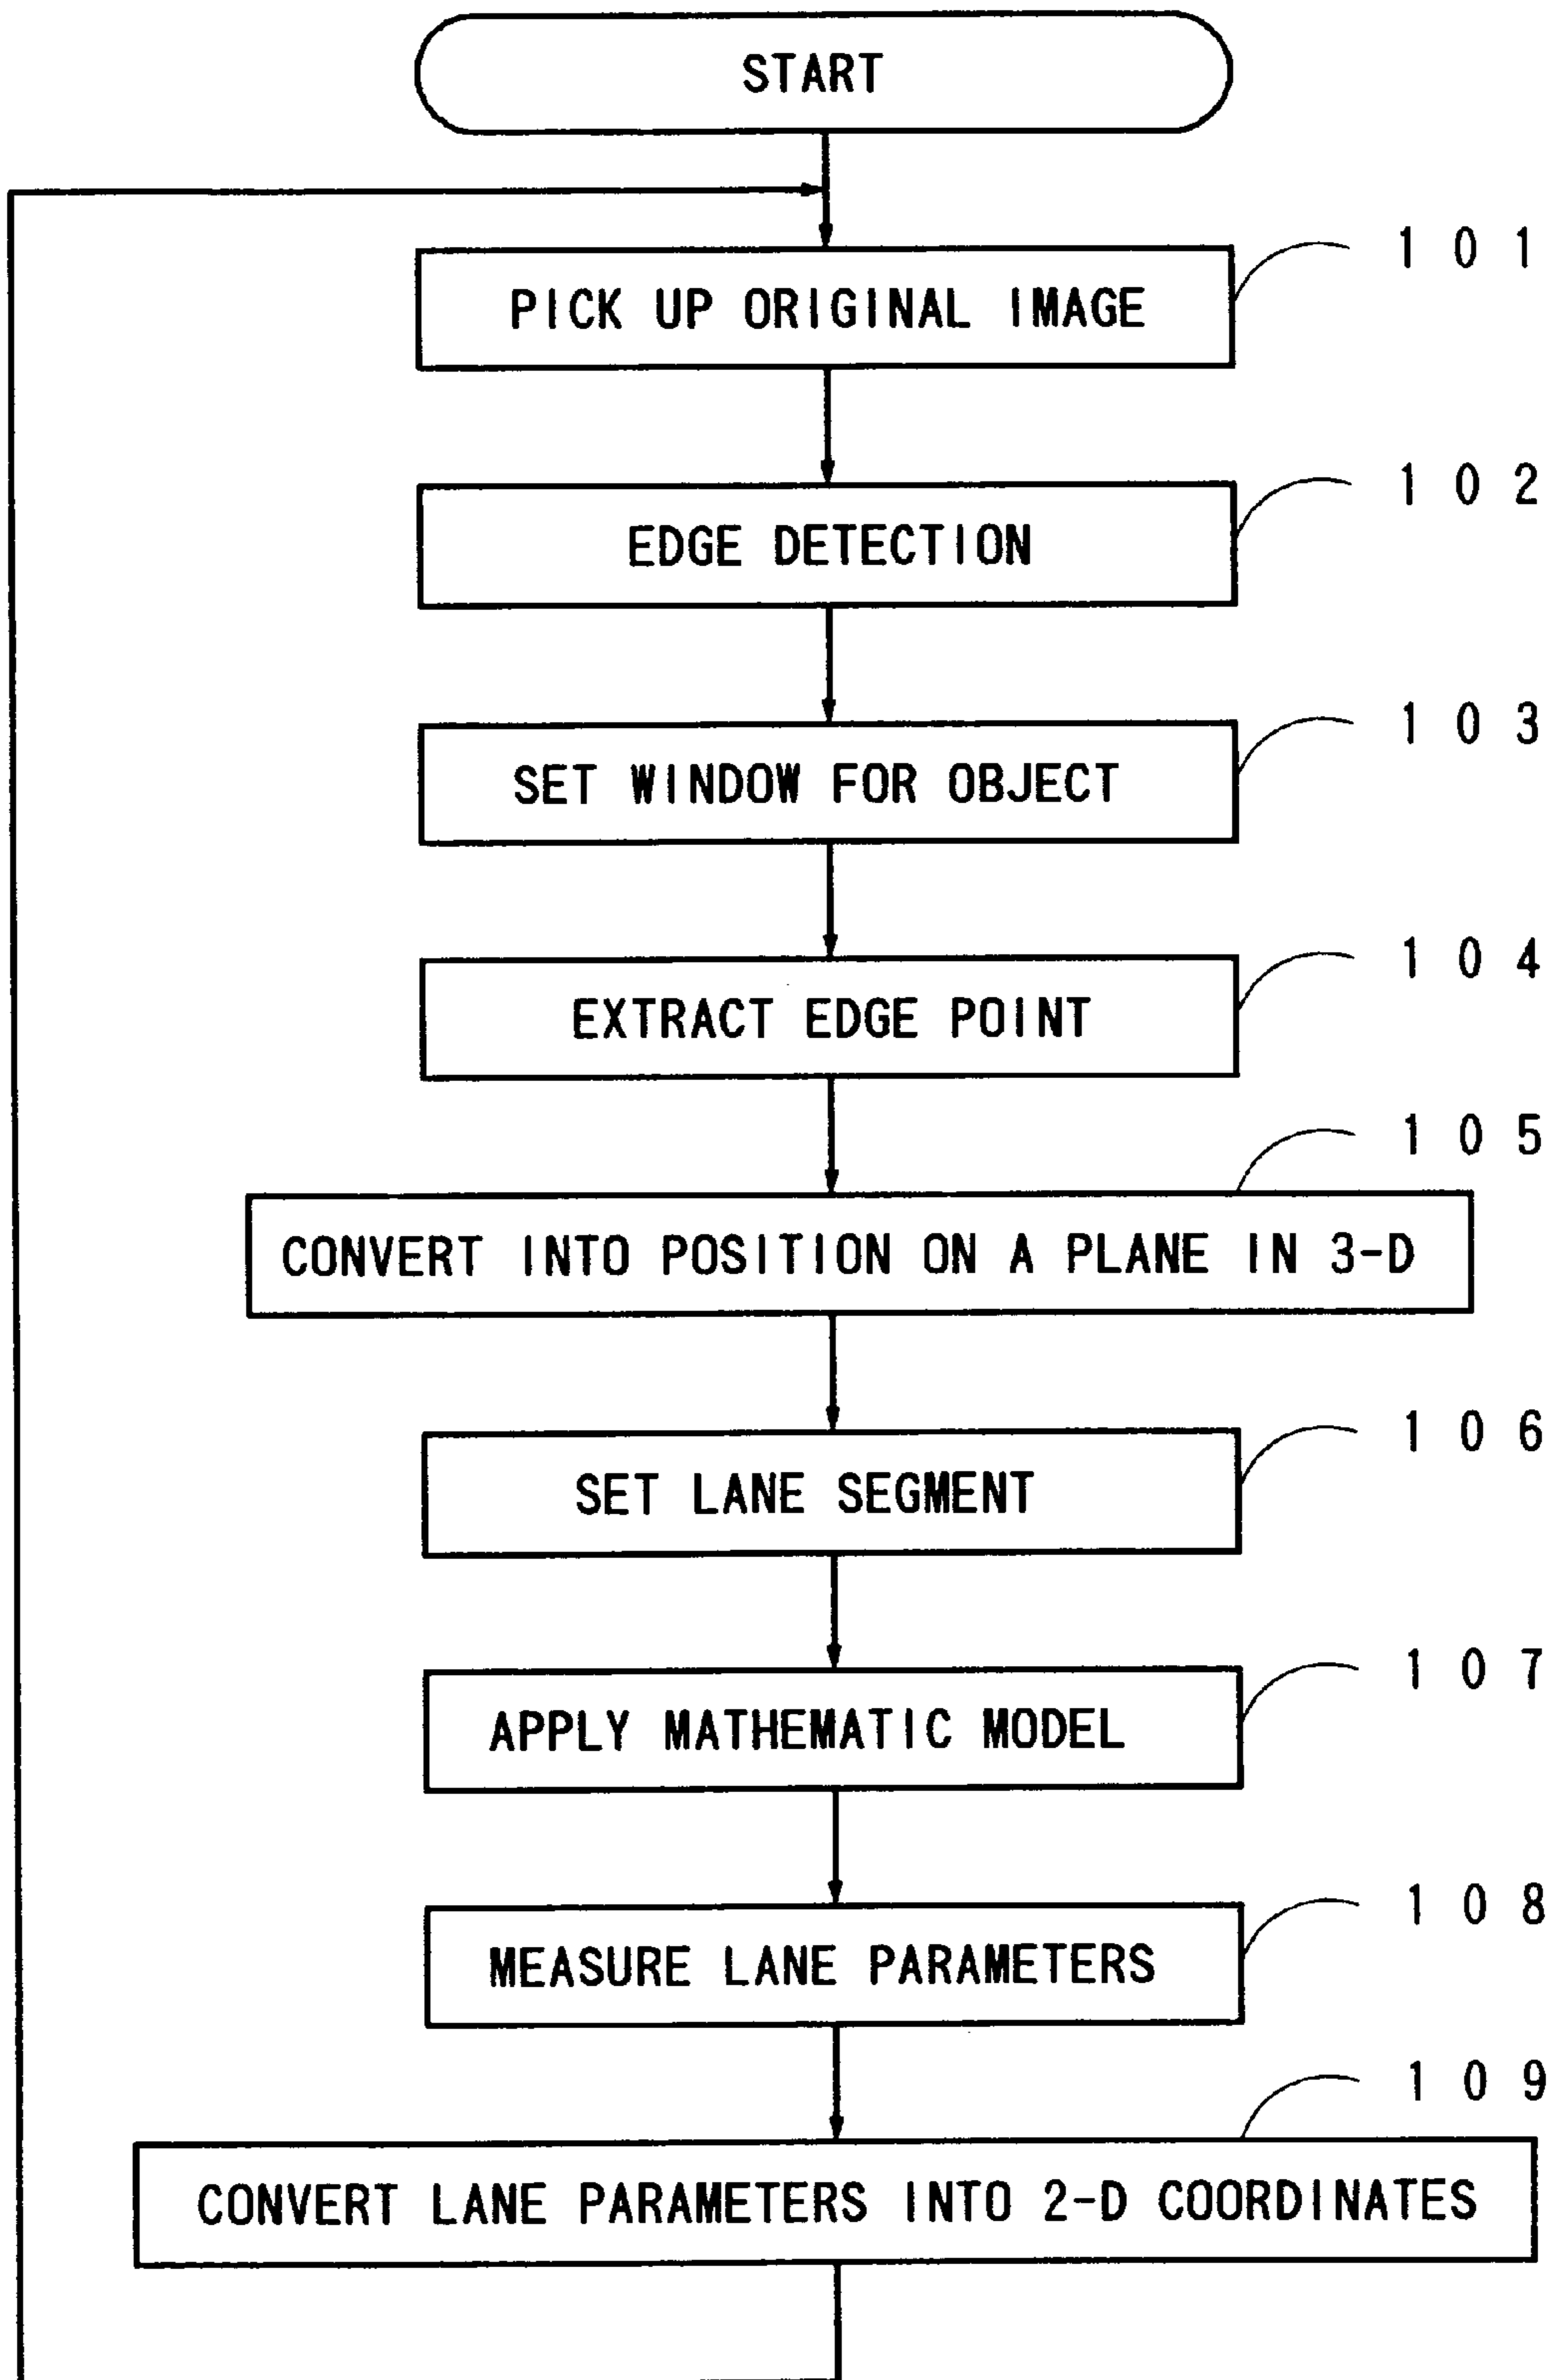 START
PICK UP ORIGINAL IMAGE
101
EDGE DETECTION
102
SET WINDOW FOR OBJECT
103
EXTRACT EDGE POINT
104
CONVERT INTO POSITION ON A PLANE IN 3-D
105
SET LANE SEGMENT
106
APPLY MATHEMATIC MODEL
107
MEASURE LANE PARAMETERS
108
CONVERT LANE PARAMETERS INTO 2-D COORDINATES
109